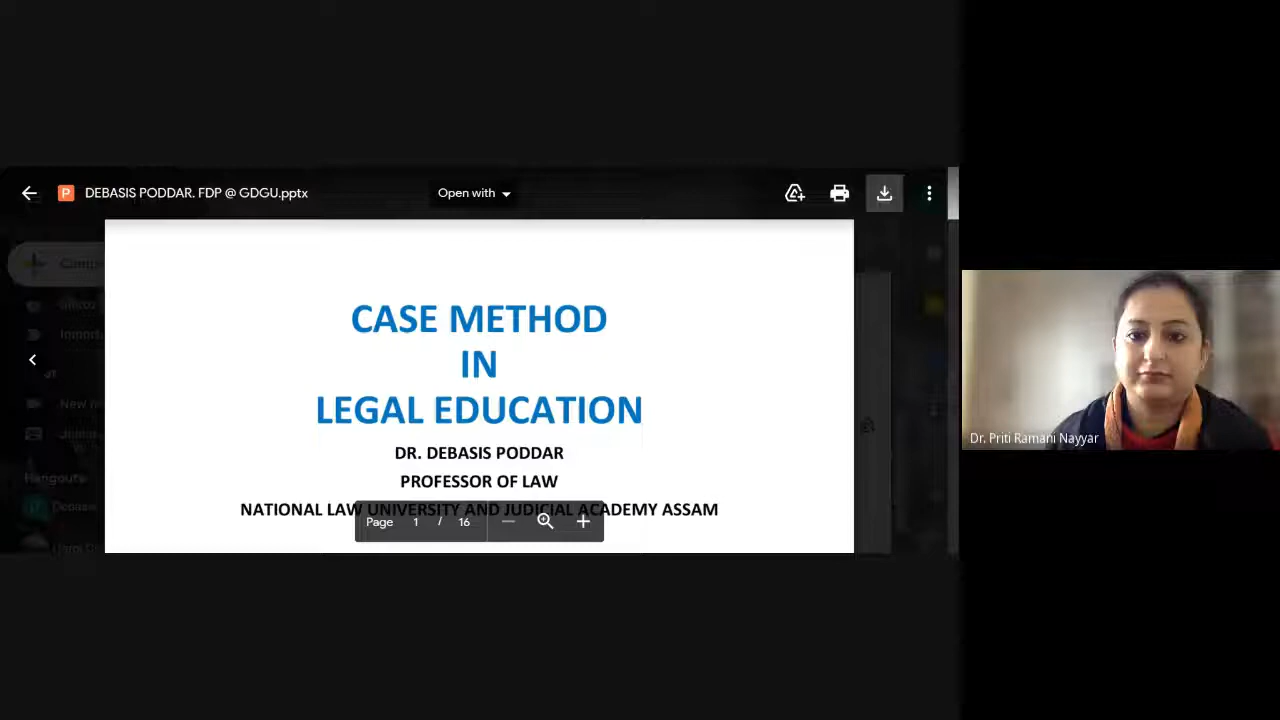 DEBASIS PODDAR. FDP @ GDGU.pptx
Open with
CASE METHOD
IN
LEGAL EDUCATION
DR. DEBASIS PODDAR
PROFESSOR OF LAW
NATIONAL LAW UNIVERSITY AND JUDICIAL ACADEMY ASSAM
Page 1 / 16
Hangouts
Dr. Priti Ramani Nayyar